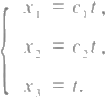 x₁ = c₁t,
x₂ = c₂t,
x₃ = t.